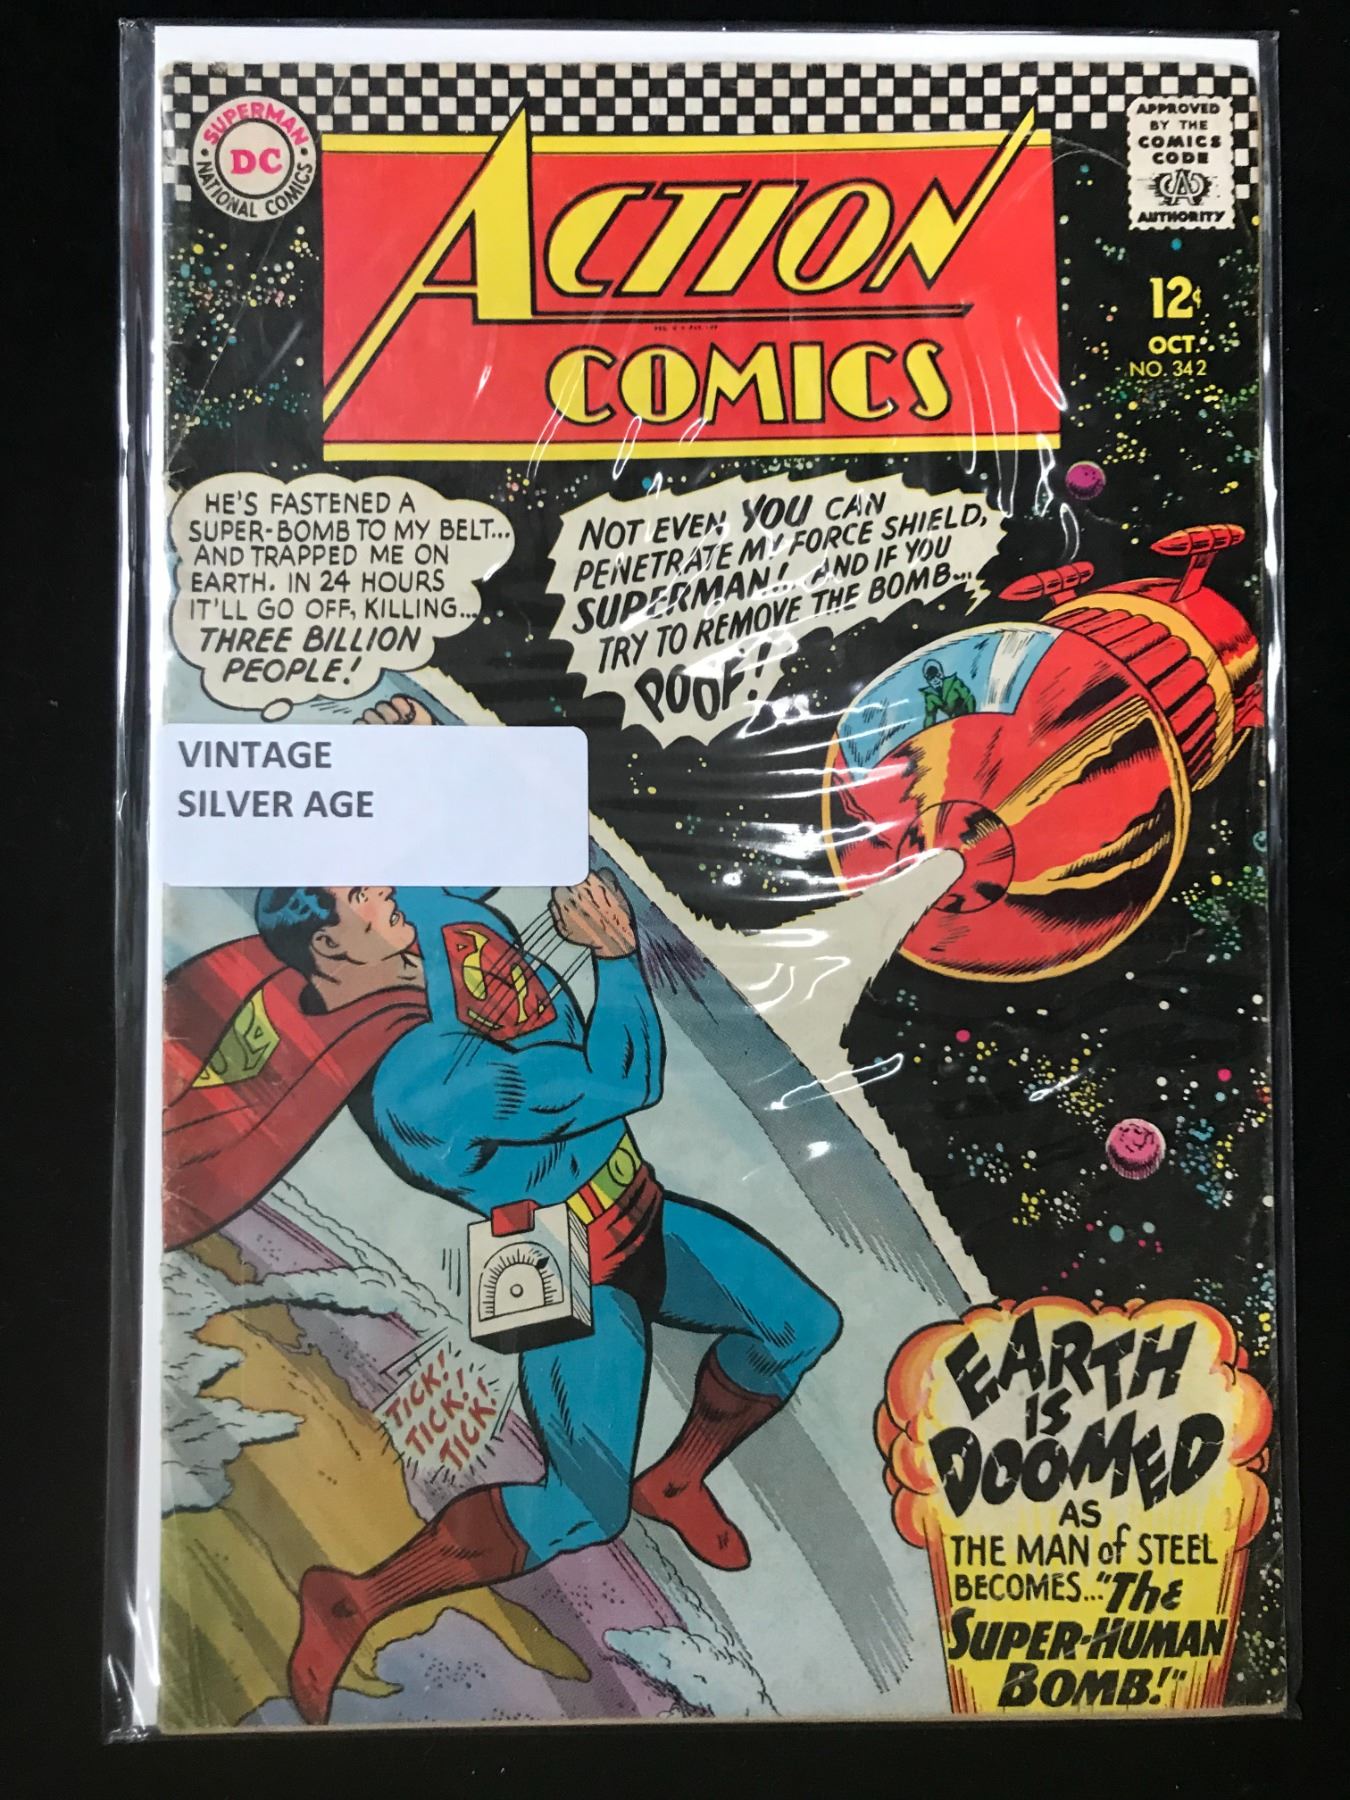 SUPERMAN
DC
NATIONAL COMICS
ACTION
COMICS
APPROVED
BY THE
COMICS
CODE
AUTHORITY
12¢
OCT.
NO. 342
HE'S FASTENED A
SUPER-BOMB TO MY BELT...
AND TRAPPED ME ON
EARTH. IN 24 HOURS
IT'LL GO OFF, KILLING...
THREE BILLION
PEOPLE!
NOT EVEN YOU CAN
PENETRATE MY FORCE SHIELD,
SUPERMAN!.. AND IF YOU
TRY TO REMOVE THE BOMB...
POOF!
VINTAGE
SILVER AGE
TICK!
TICK!
TICK!
EARTH
IS
DOOMED
AS
THE MAN of STEEL
BECOMES..."The
SUPER-HUMAN
BOMB!"